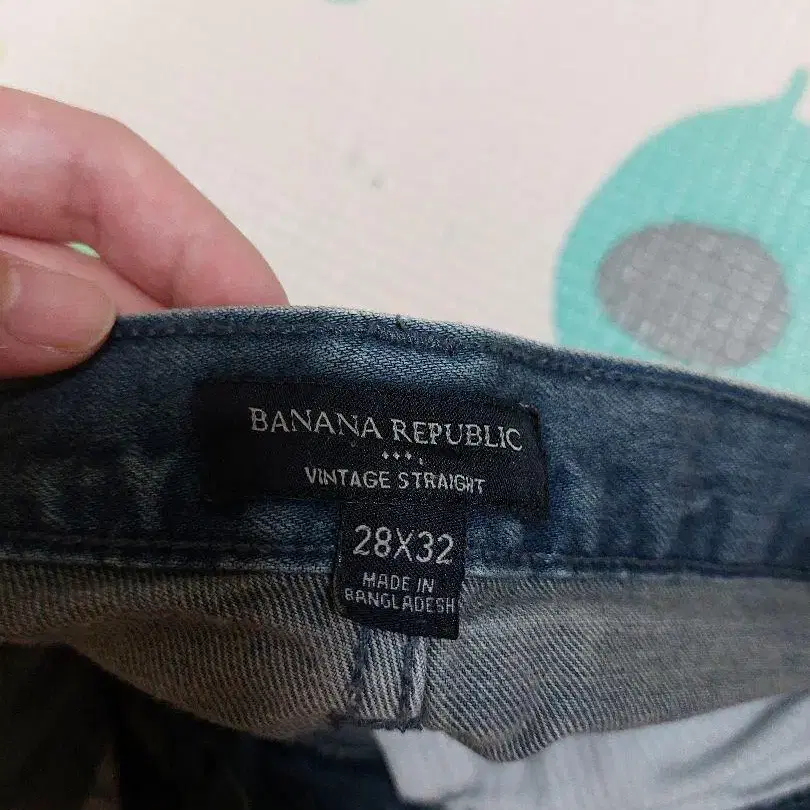 BANANA REPUBLIC
VINTAGE STRAIGHT
28X32
MADE IN
BANGLADESH